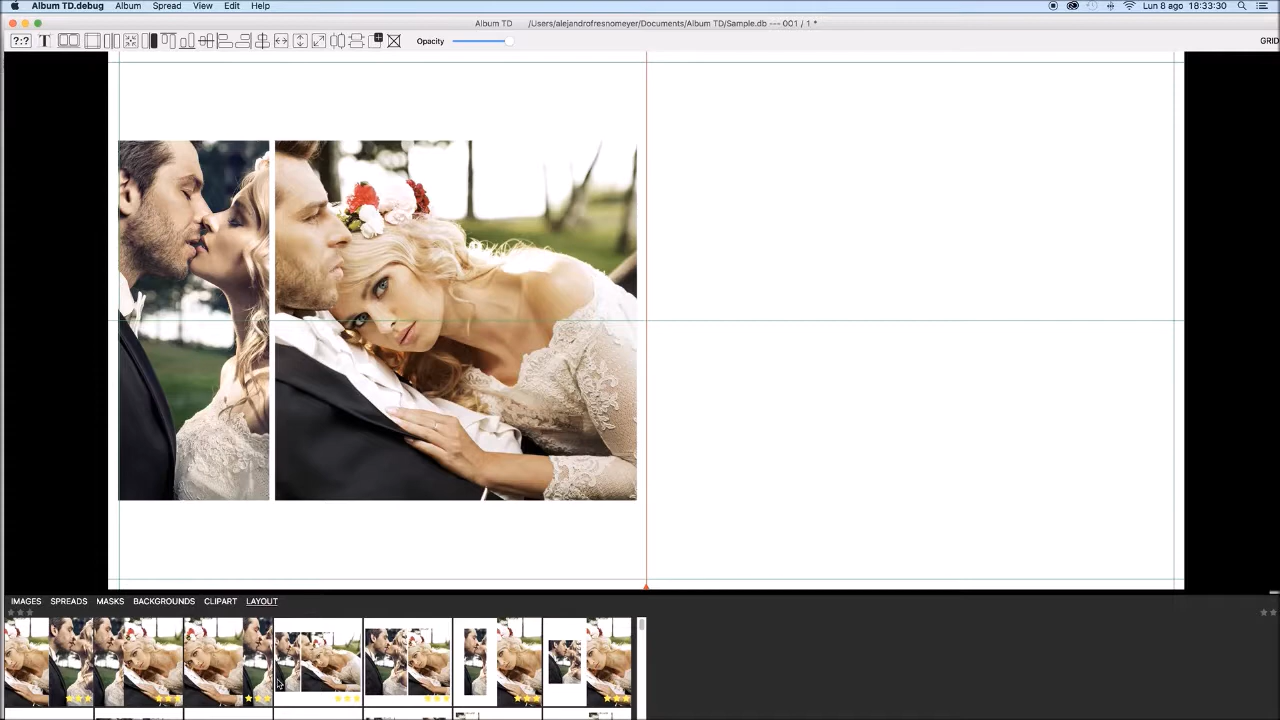 Album TD.debug Album Spread View Edit Help Lun 8 ago 18:33:30
Album TD /Users/alejandrofresnomeyer/Documents/Album TD/Sample.db --- 001 / 1 *
?:? T Opacity GRID
IMAGES SPREADS MASKS BACKGROUNDS CLIPART LAYOUT